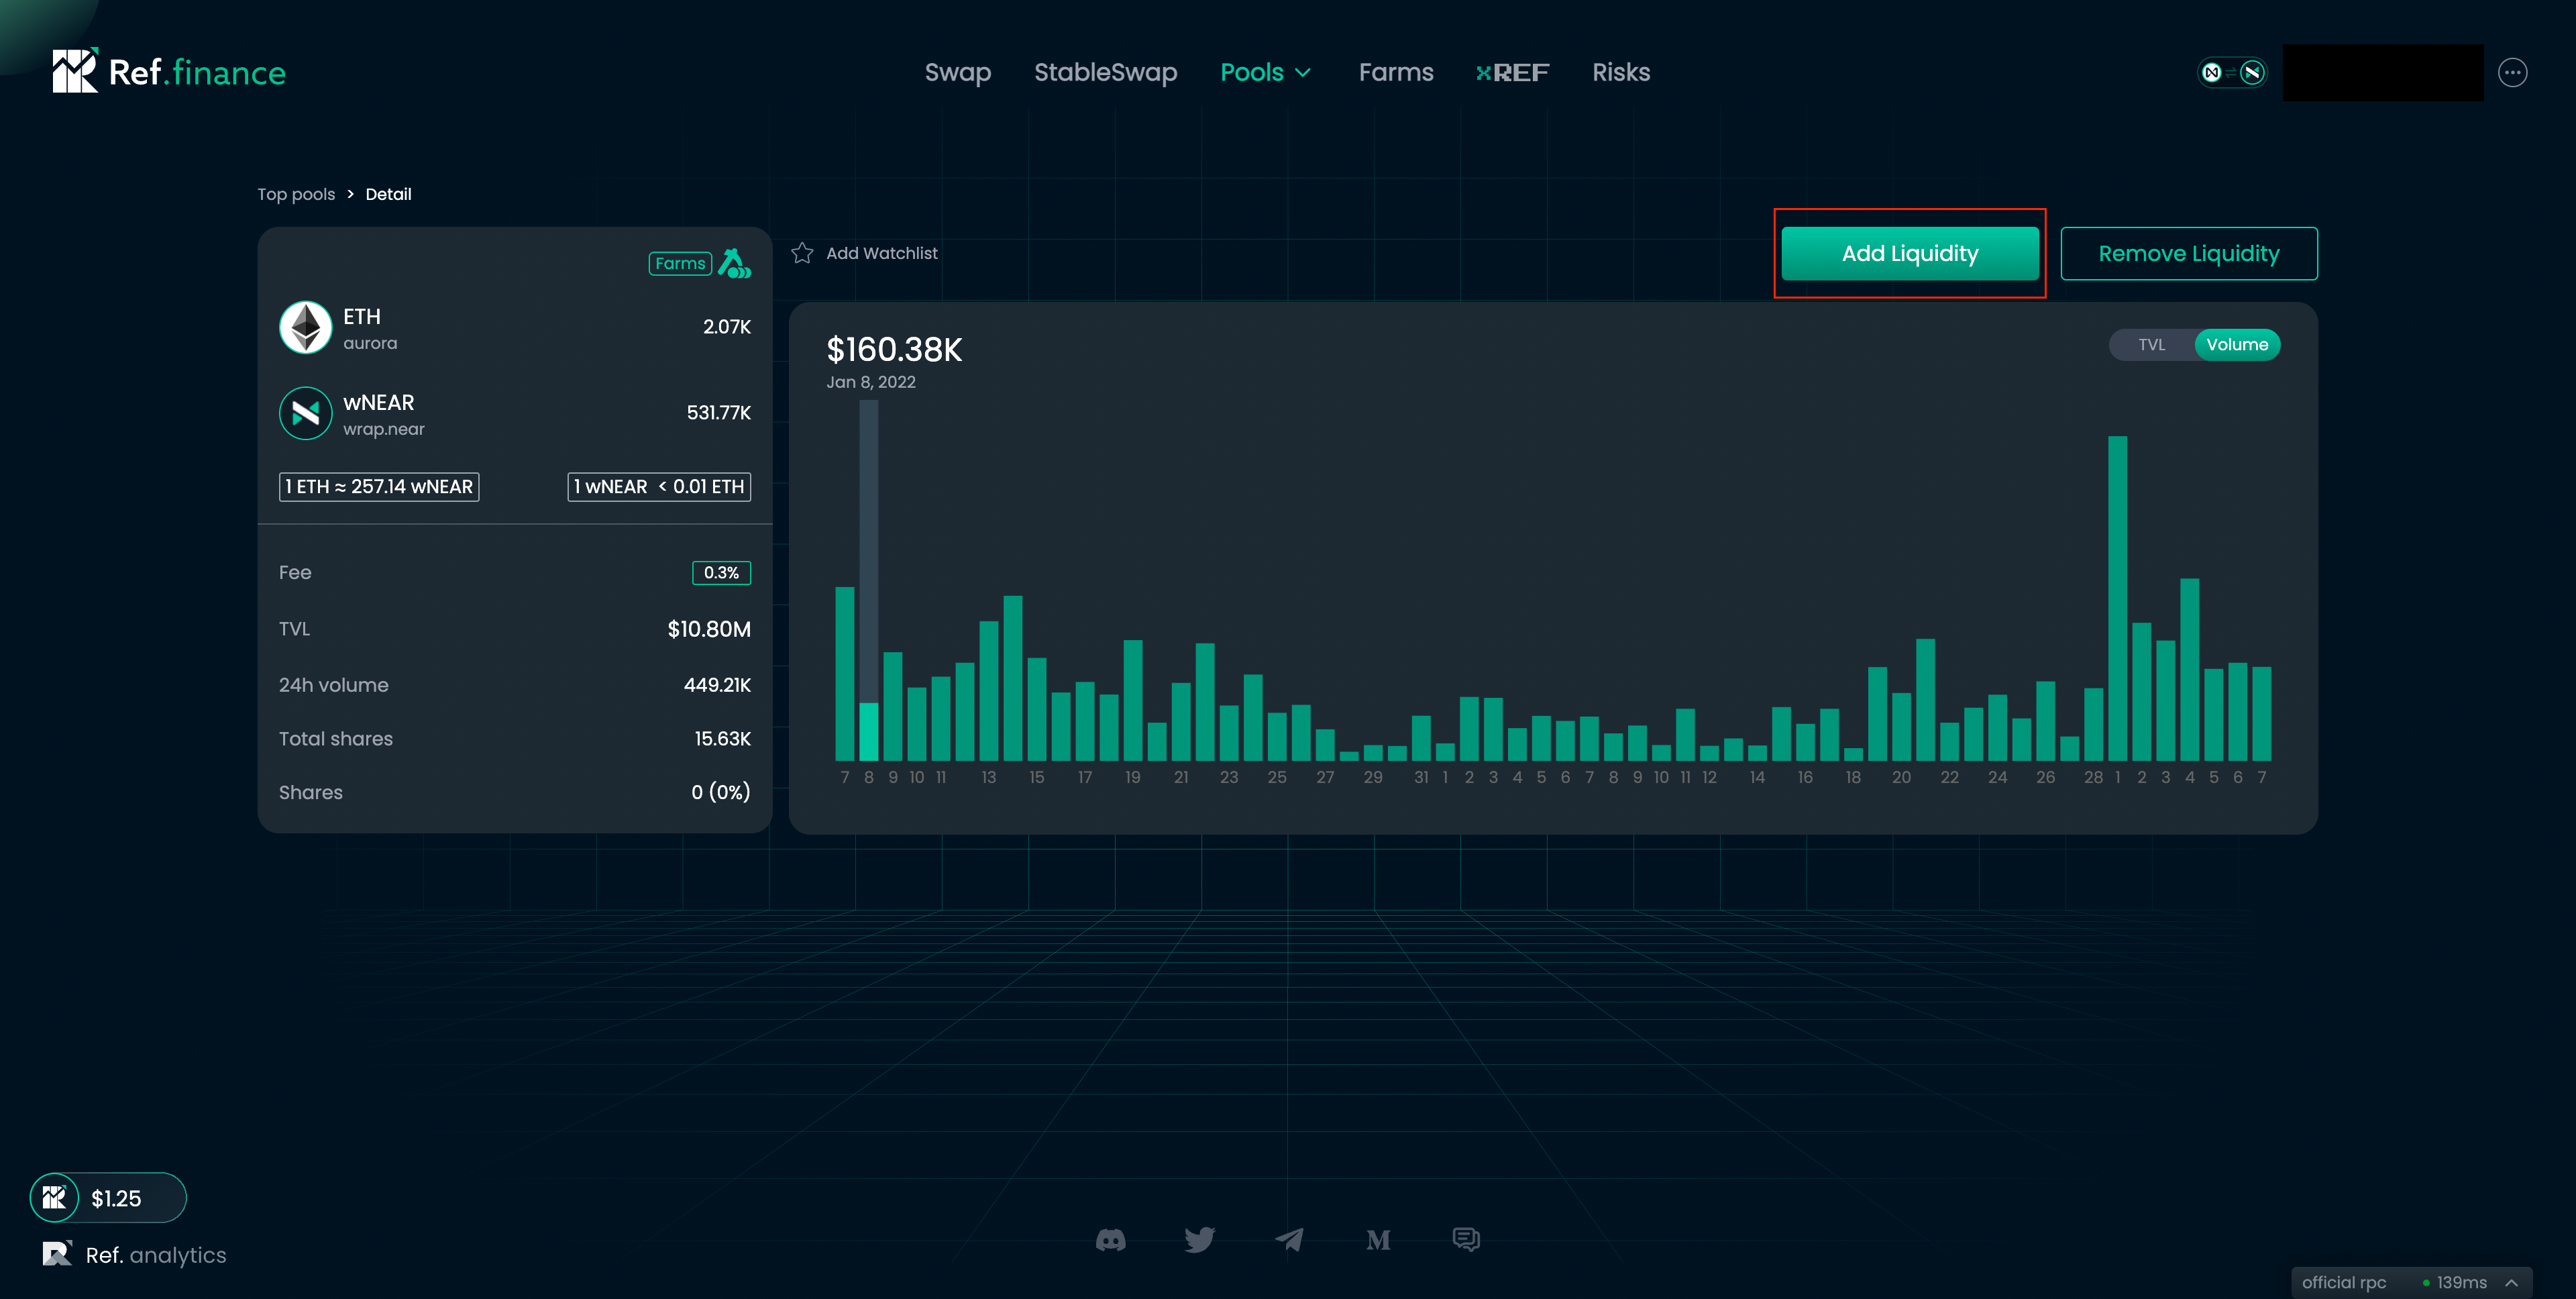 Ref.finance
Swap StableSwap Pools Farms xREF Risks
Top pools > Detail
Farms
ETH
aurora
2.07K
wNEAR
wrap.near
531.77K
1 ETH ≈ 257.14 wNEAR
1 wNEAR < 0.01 ETH
Fee 0.3%
TVL $10.80M
24h volume 449.21K
Total shares 15.63K
Shares 0 (0%)
Add Watchlist
Add Liquidity
Remove Liquidity
$160.38K
Jan 8, 2022
TVL Volume
7 8 9 10 11 13 15 17 19 21 23 25 27 29 31 1 2 3 4 5 6 7 8 9 10 11 12 14 16 18 20 22 24 26 28 1 2 3 4 5 6 7
$1.25
Ref. analytics
official rpc 139ms